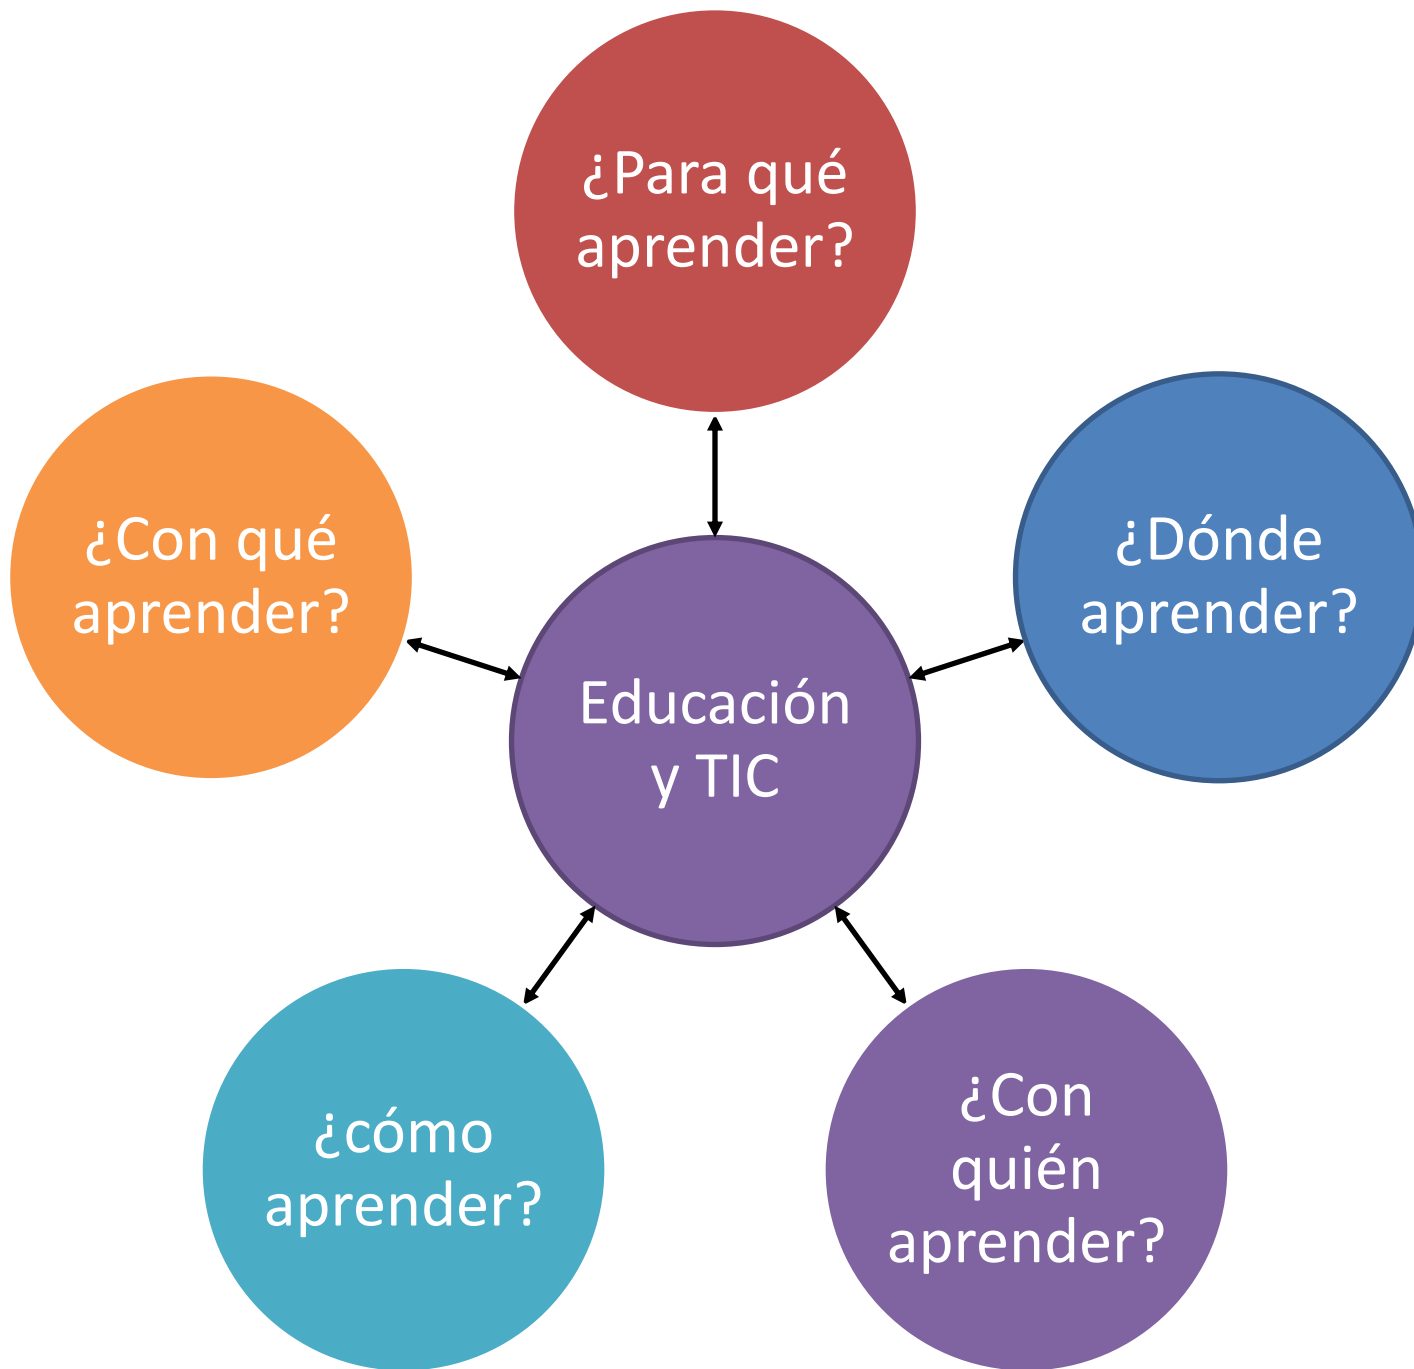 ¿Para qué
aprender?
¿Con qué
aprender?
¿Dónde
aprender?
Educación
y TIC
¿cómo
aprender?
¿Con
quién
aprender?